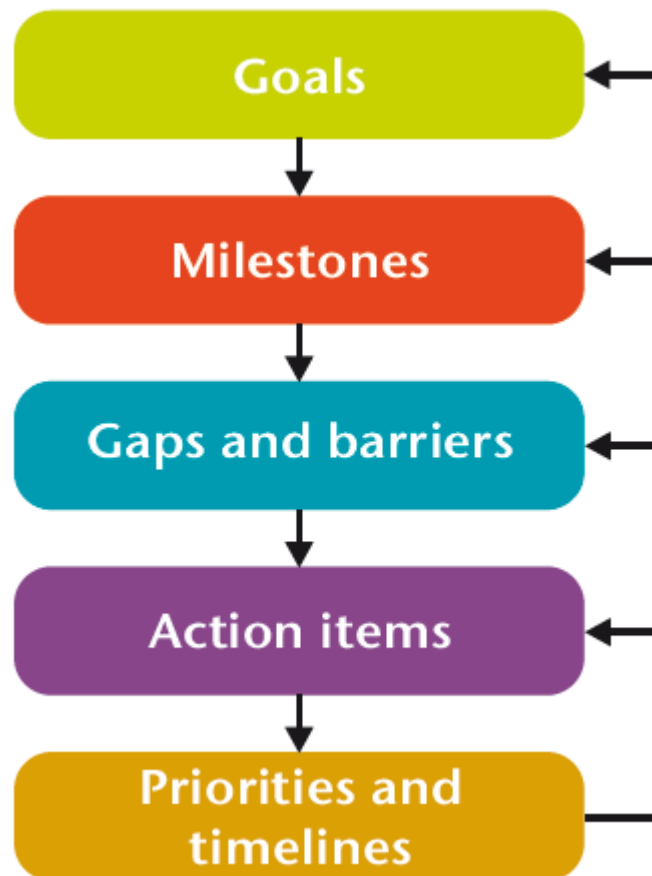 Goals
Milestones
Gaps and barriers
Action items
Priorities and
timelines